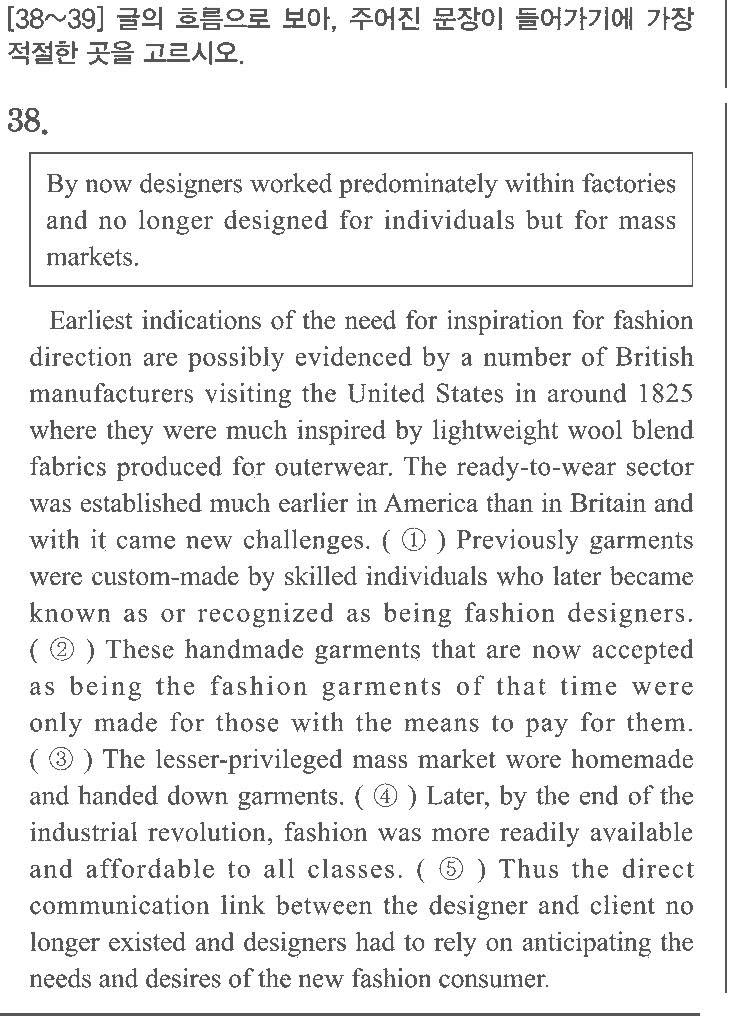 [38～39] 글의 흐름으로 보아, 주어진 문장이 들어가기에 가장
적절한 곳을 고르시오.
38.
By now designers worked predominately within factories
and no longer designed for individuals but for mass
markets.
Earliest indications of the need for inspiration for fashion
direction are possibly evidenced by a number of British
manufacturers visiting the United States in around 1825
where they were much inspired by lightweight wool blend
fabrics produced for outerwear. The ready-to-wear sector
was established much earlier in America than in Britain and
with it came new challenges. ( ① ) Previously garments
were custom-made by skilled individuals who later became
known as or recognized as being fashion designers.
( ② ) These handmade garments that are now accepted
as being the fashion garments of that time were
only made for those with the means to pay for them.
( ③ ) The lesser-privileged mass market wore homemade
and handed down garments. ( ④ ) Later, by the end of the
industrial revolution, fashion was more readily available
and affordable to all classes. ( ⑤ ) Thus the direct
communication link between the designer and client no
longer existed and designers had to rely on anticipating the
needs and desires of the new fashion consumer.